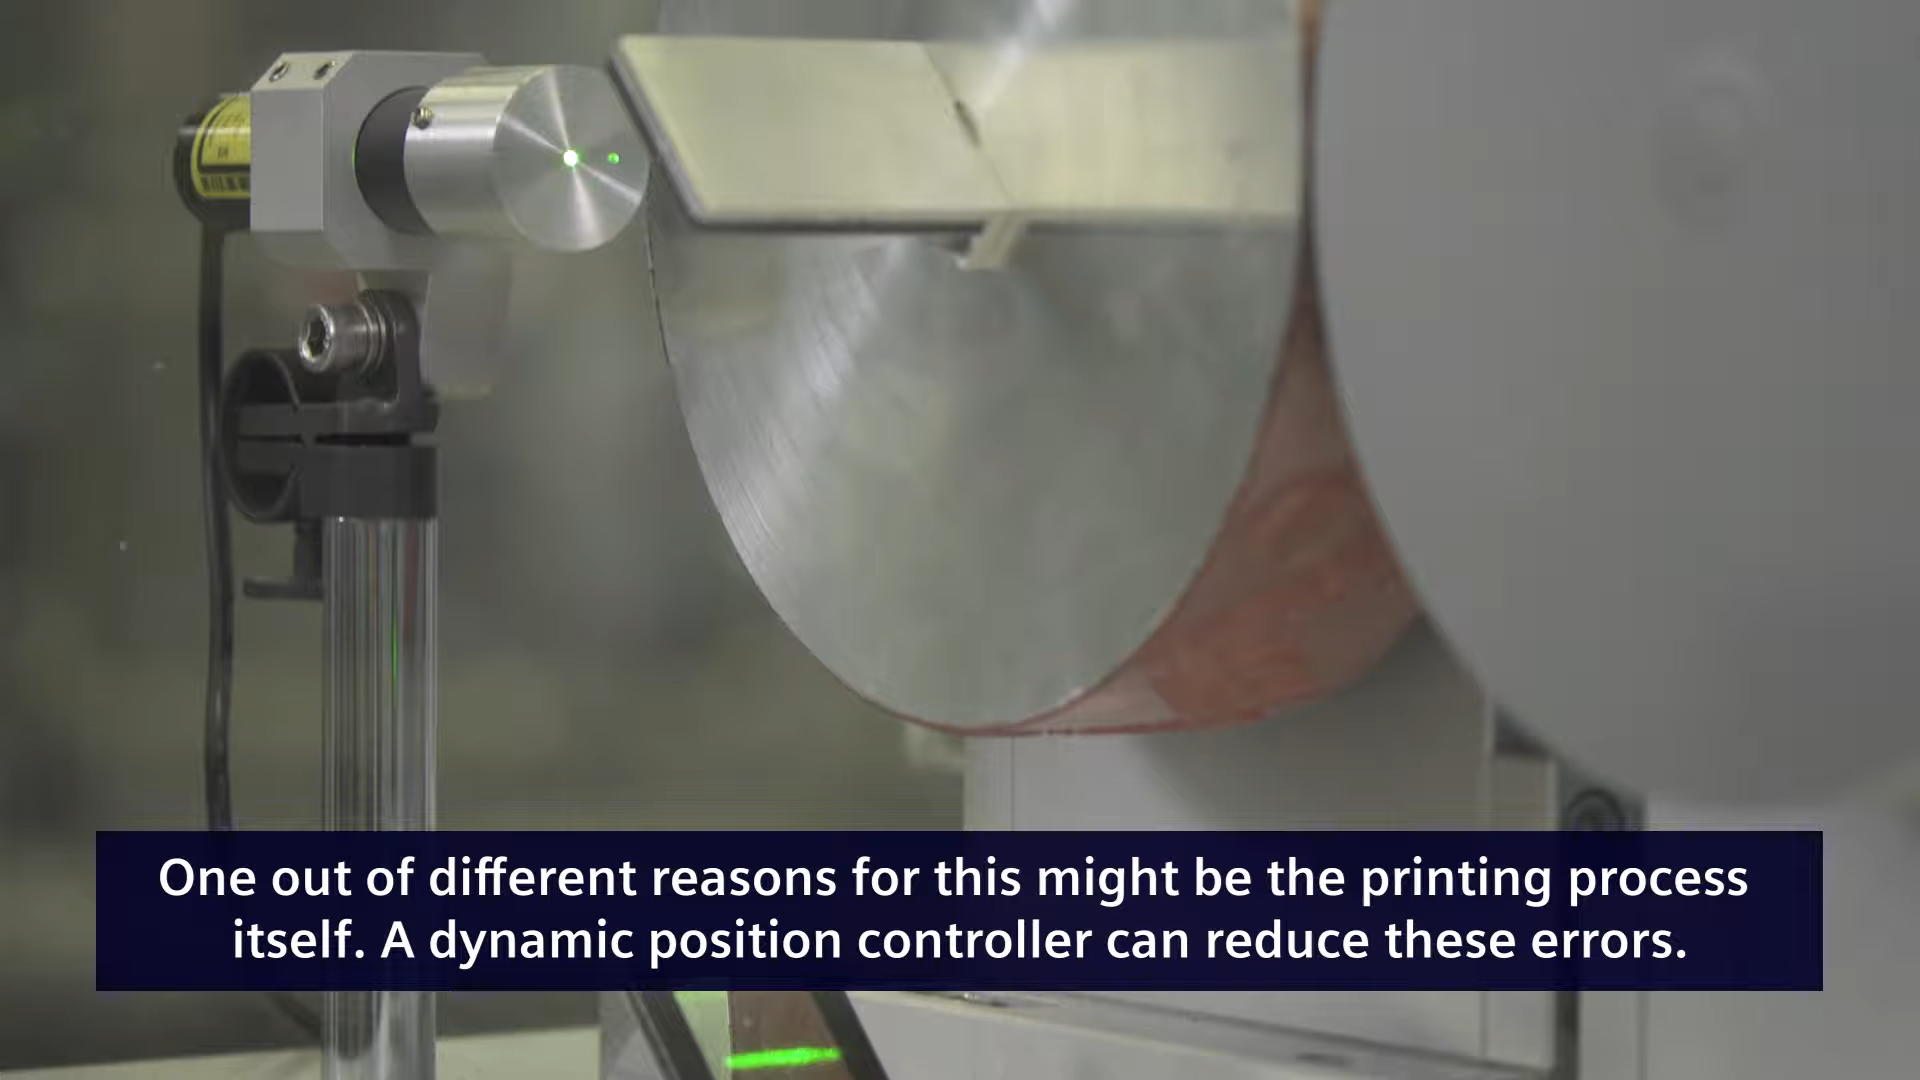 One out of different reasons for this might be the printing process
itself. A dynamic position controller can reduce these errors.